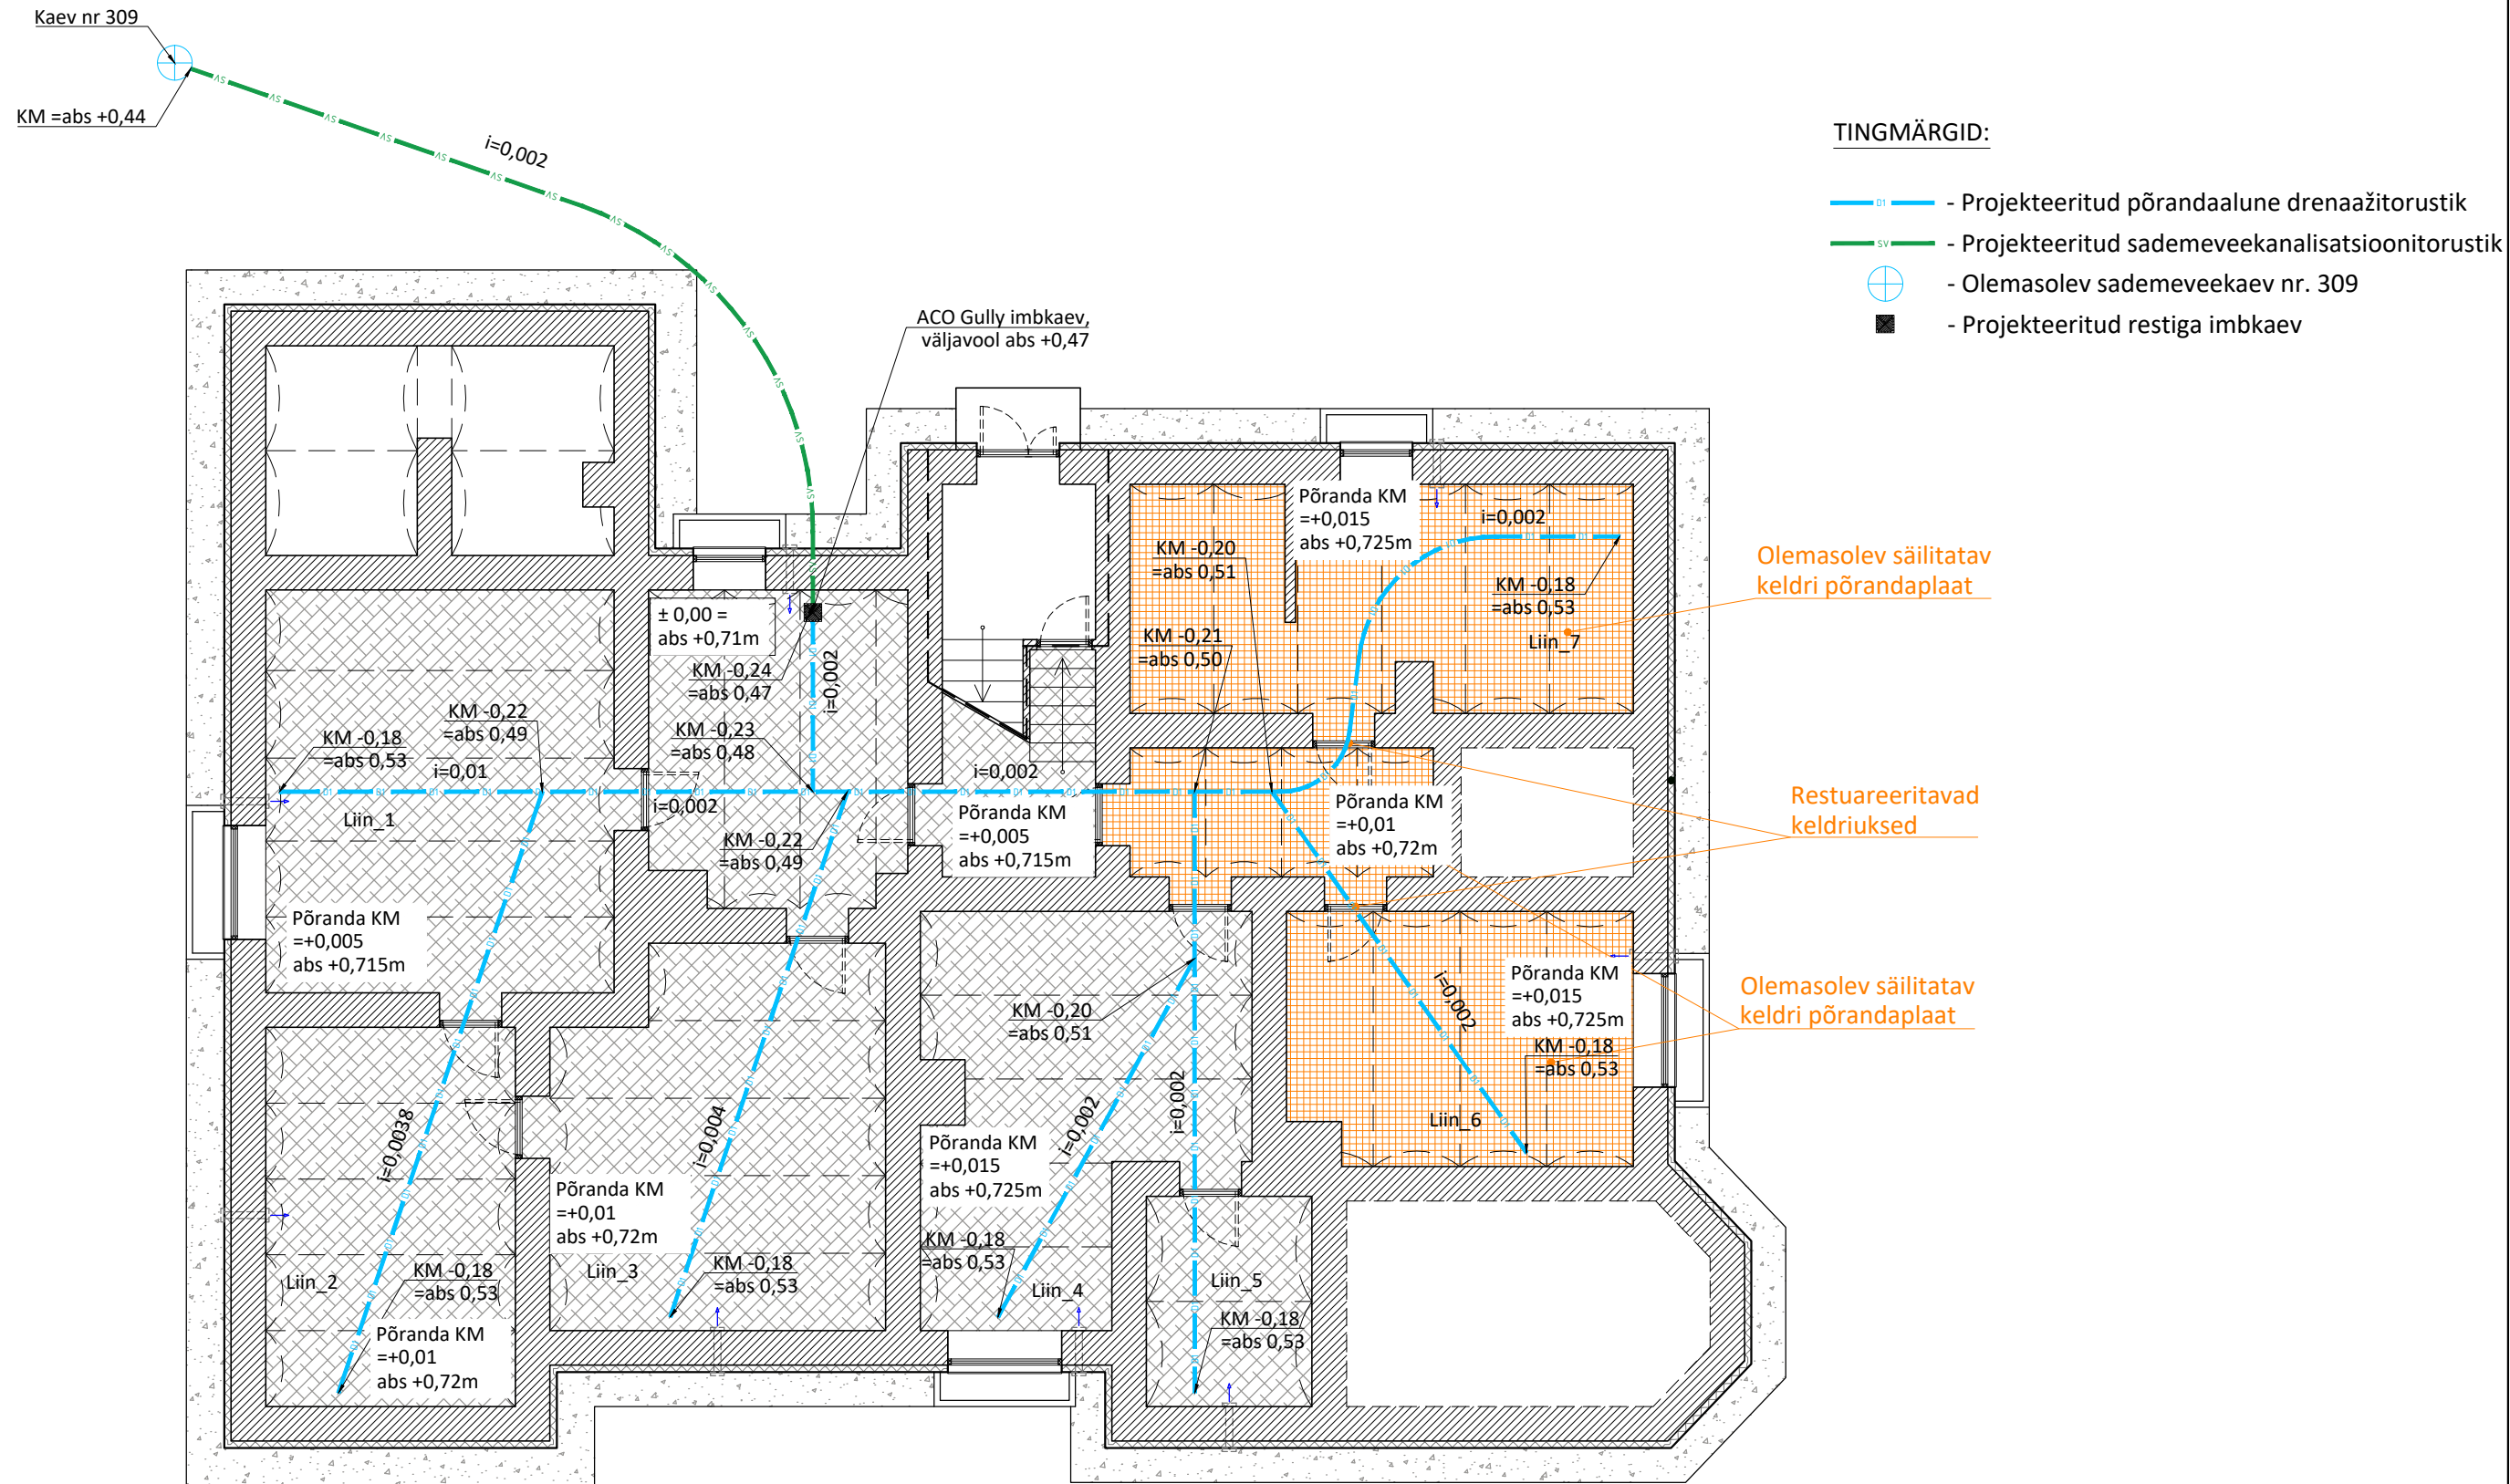 Kaev nr 309
KM =abs +0,44
i=0,002
TINGMÄRGID:
D1 - Projekteeritud põrandaalune drenaažitorustik
SV - Projekteeritud sademeveekanalisatsioonitorustik
- Olemasolev sademeveekaev nr. 309
- Projekteeritud restiga imbkaev
ACO Gully imbkaev,
väljavool abs +0,47
Põranda KM
=+0,015
abs +0,725m
i=0,002
KM -0,20
=abs 0,51
KM -0,18
=abs 0,53
Liin_7
Olemasolev säilitatav
keldri põrandaplaat
± 0,00 =
abs +0,71m
KM -0,21
=abs 0,50
KM -0,24
=abs 0,47
i=0,002
KM -0,22
=abs 0,49
KM -0,23
=abs 0,48
KM -0,18
=abs 0,53
i=0,01
i=0,002
i=0,002
Liin_1
Põranda KM
=+0,005
abs +0,715m
Põranda KM
=+0,01
abs +0,72m
Restuareeritavad
keldriuksed
KM -0,22
=abs 0,49
Põranda KM
=+0,005
abs +0,715m
KM -0,20
=abs 0,51
i=0,002
Põranda KM
=+0,015
abs +0,725m
KM -0,18
=abs 0,53
Liin_6
Olemasolev säilitatav
keldri põrandaplaat
i=0,0038
i=0,004
i=0,002
i=0,002
Põranda KM
=+0,015
abs +0,725m
Põranda KM
=+0,01
abs +0,72m
KM -0,18
=abs 0,53
Liin_4
Liin_5
Liin_3
KM -0,18
=abs 0,53
Liin_2
KM -0,18
=abs 0,53
KM -0,18
=abs 0,53
Põranda KM
=+0,01
abs +0,72m